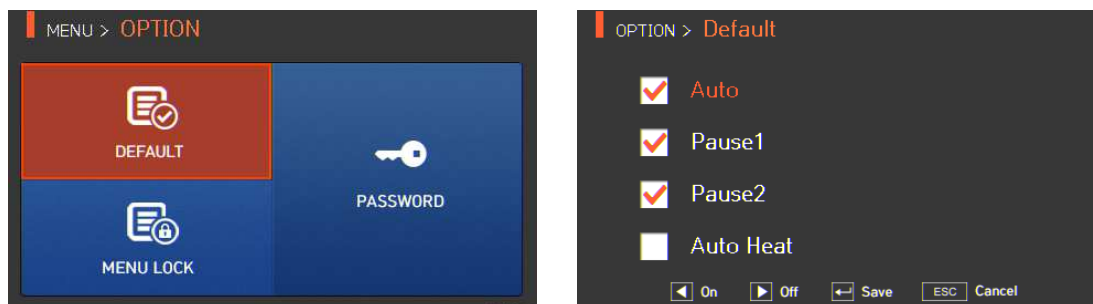 MENU > OPTION
DEFAULT
PASSWORD
MENU LOCK
OPTION > Default
Auto
Pause1
Pause2
Auto Heat
On Off Save ESC Cancel